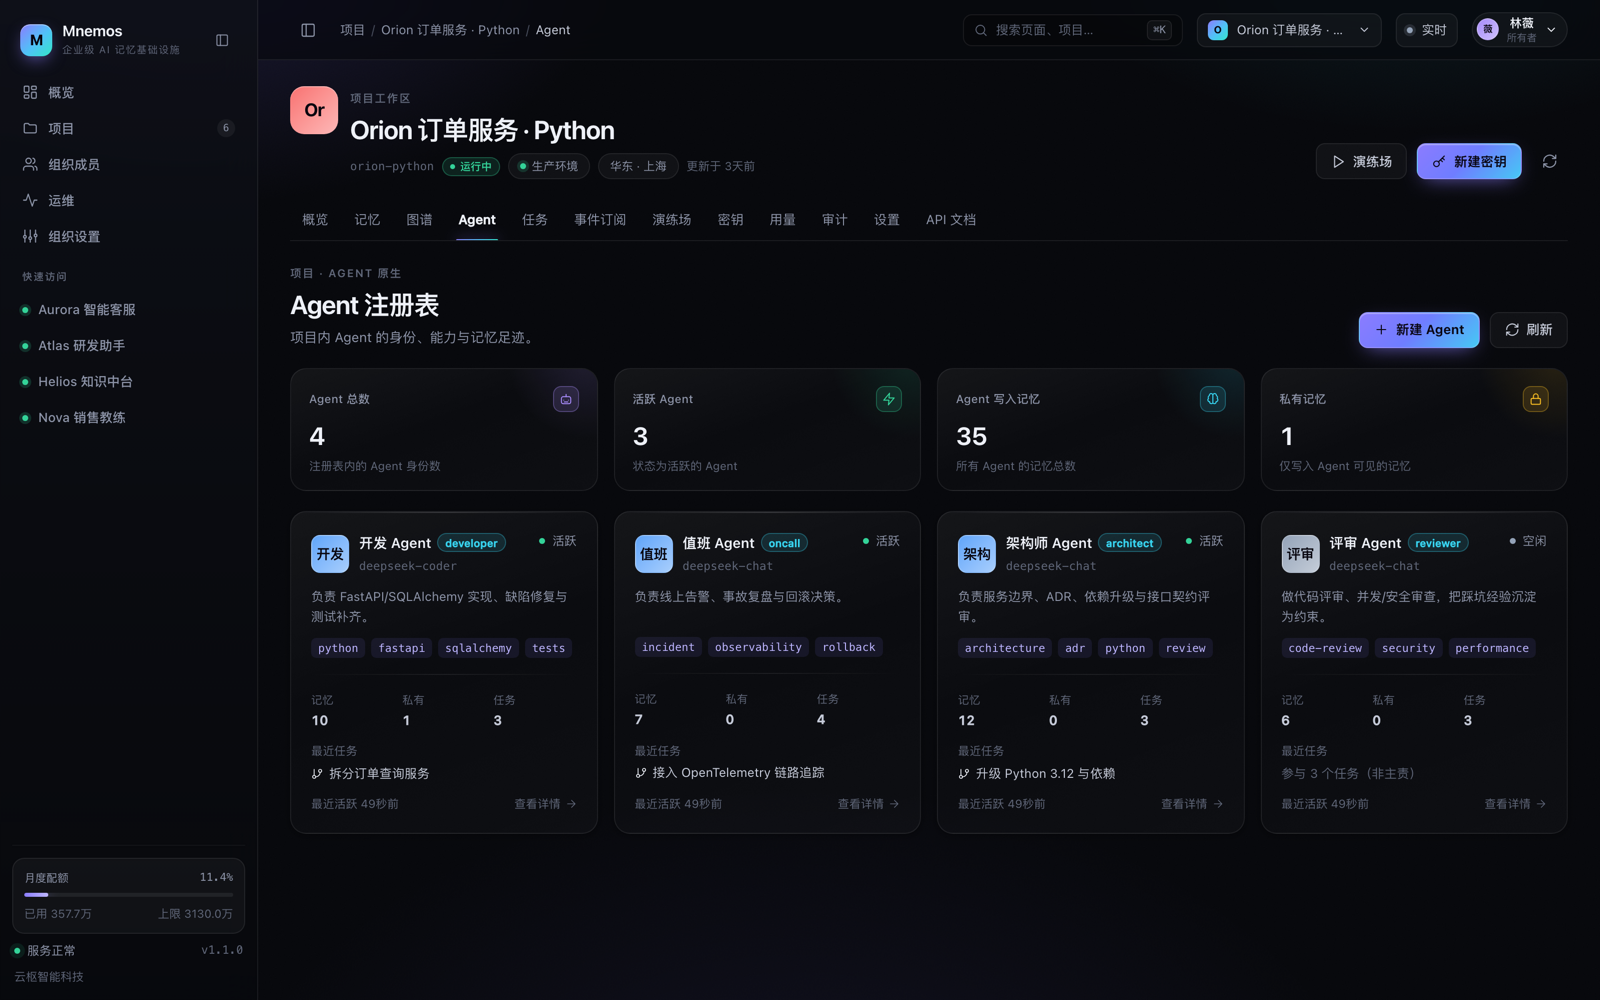 M
Mnemos
企业级 AI 记忆基础设施
概览
项目
6
组织成员
运维
组织设置
快速访问
Aurora 智能客服
Atlas 研发助手
Helios 知识中台
Nova 销售教练
月度配额
11.4%
已用 357.7万
上限 3130.0万
服务正常
v1.1.0
云枢智能科技
项目 / Orion 订单服务 · Python / Agent
搜索页面、项目...
⌘K
O
Orion 订单服务 · ...
实时
薇
林薇
所有者
Or
项目工作区
Orion 订单服务 · Python
orion-python
运行中
生产环境
华东 · 上海
更新于 3天前
演练场
新建密钥
概览
记忆
图谱
Agent
任务
事件订阅
演练场
密钥
用量
审计
设置
API 文档
项目 · AGENT 原生
Agent 注册表
项目内 Agent 的身份、能力与记忆足迹。
新建 Agent
刷新
Agent 总数
4
注册表内的 Agent 身份数
活跃 Agent
3
状态为活跃的 Agent
Agent 写入记忆
35
所有 Agent 的记忆总数
私有记忆
1
仅写入 Agent 可见的记忆
开发
开发 Agent
developer
活跃
deepseek-coder
负责 FastAPI/SQLAlchemy 实现、缺陷修复与
测试补齐。
python
fastapi
sqlalchemy
tests
记忆
私有
任务
10
1
3
最近任务
拆分订单查询服务
最近活跃 49秒前
查看详情 →
值班
值班 Agent
oncall
活跃
deepseek-chat
负责线上告警、事故复盘与回滚决策。
incident
observability
rollback
记忆
私有
任务
7
0
4
最近任务
接入 OpenTelemetry 链路追踪
最近活跃 49秒前
查看详情 →
架构
架构师 Agent
architect
活跃
deepseek-chat
负责服务边界、ADR、依赖升级与接口契约评
审。
architecture
adr
python
review
记忆
私有
任务
12
0
3
最近任务
升级 Python 3.12 与依赖
最近活跃 49秒前
查看详情 →
评审
评审 Agent
reviewer
空闲
deepseek-chat
做代码评审、并发/安全审查，把踩坑经验沉淀
为约束。
code-review
security
performance
记忆
私有
任务
6
0
3
最近任务
参与 3 个任务（非主责）
最近活跃 49秒前
查看详情 →